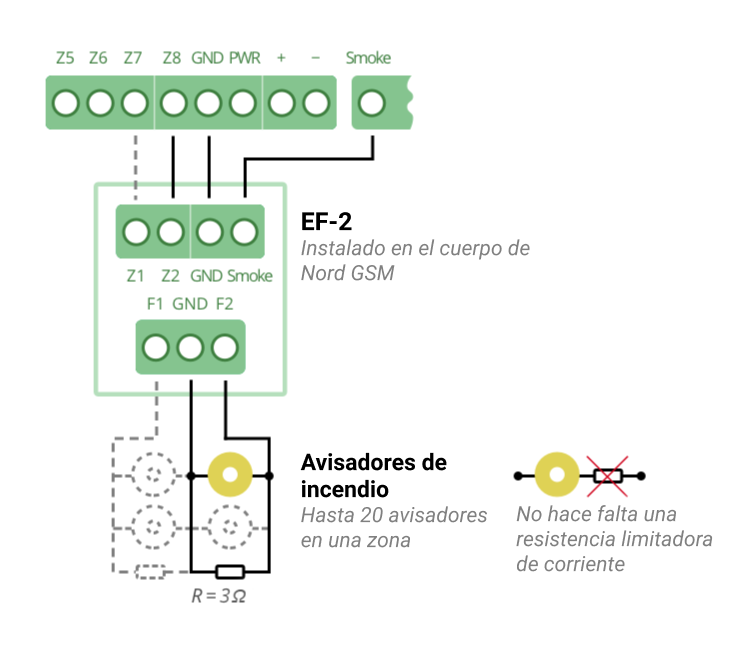 Z5 Z6 Z7 Z8 GND PWR + − Smoke
EF-2
Instalado en el cuerpo de
Nord GSM
Z1 Z2 GND Smoke
F1 GND F2
Avisadores de
incendio
Hasta 20 avisadores
en una zona
No hace falta una
resistencia limitadora
de corriente
R = 3Ω